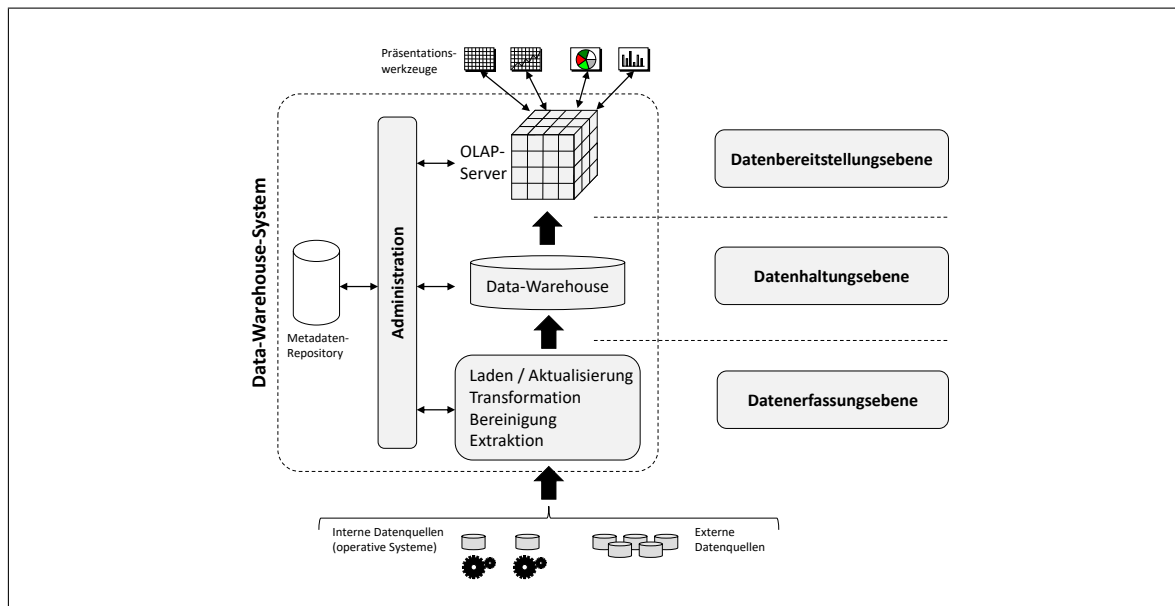 Präsentations-
werkzeuge
OLAP-
Server
Datenbereitstellungsebene
Data-Warehouse-System
Administration
Metadaten-
Repository
Data-Warehouse
Datenhaltungsebene
Laden / Aktualisierung
Transformation
Bereinigung
Extraktion
Datenerfassungsebene
Interne Datenquellen
(operative Systeme)
Externe
Datenquellen